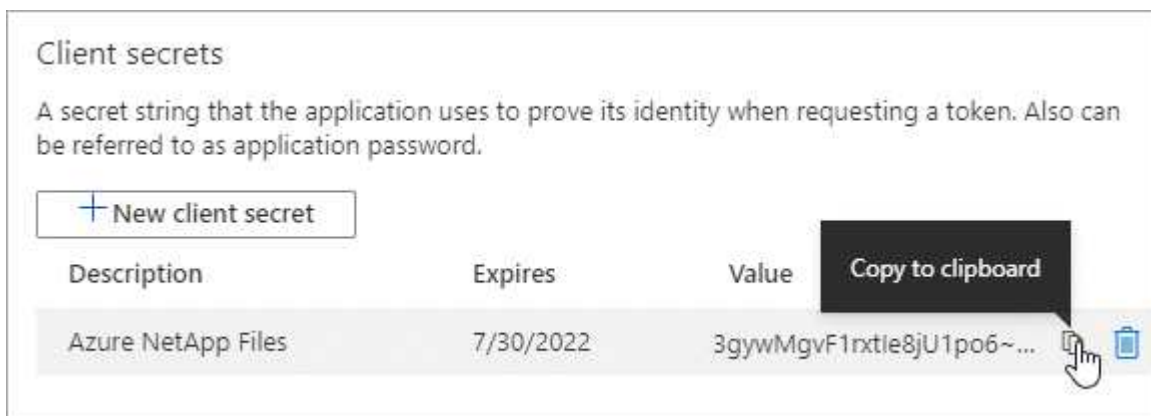 Client secrets
A secret string that the application uses to prove its identity when requesting a token. Also can
be referred to as application password.
+ New client secret
Copy to clipboard
Description Expires Value
Azure NetApp Files 7/30/2022 3gywMgvF1rxtIe8jU1po6~...